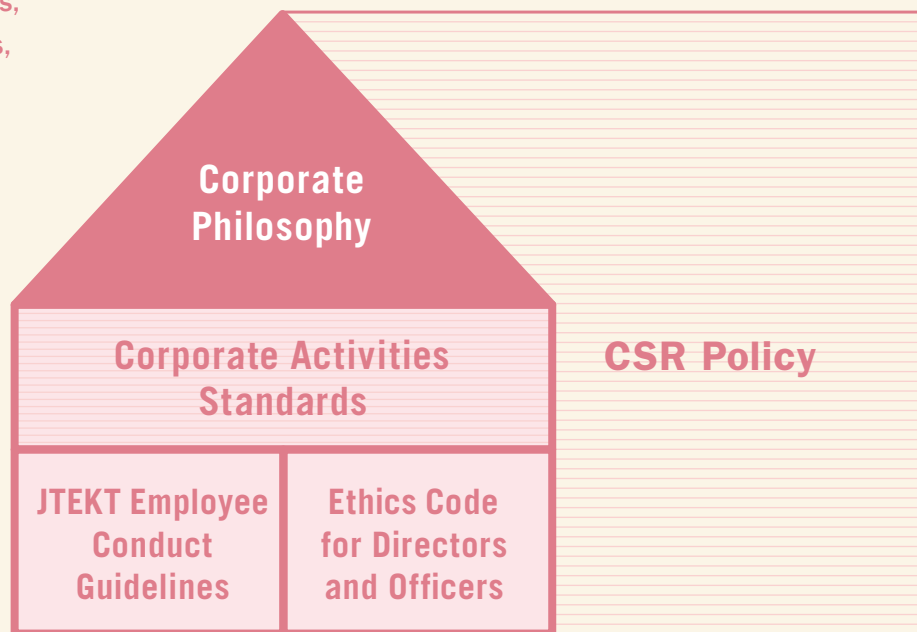 Corporate
Philosophy
Corporate Activities
Standards
CSR Policy
JTEKT Employee
Conduct
Guidelines
Ethics Code
for Directors
and Officers